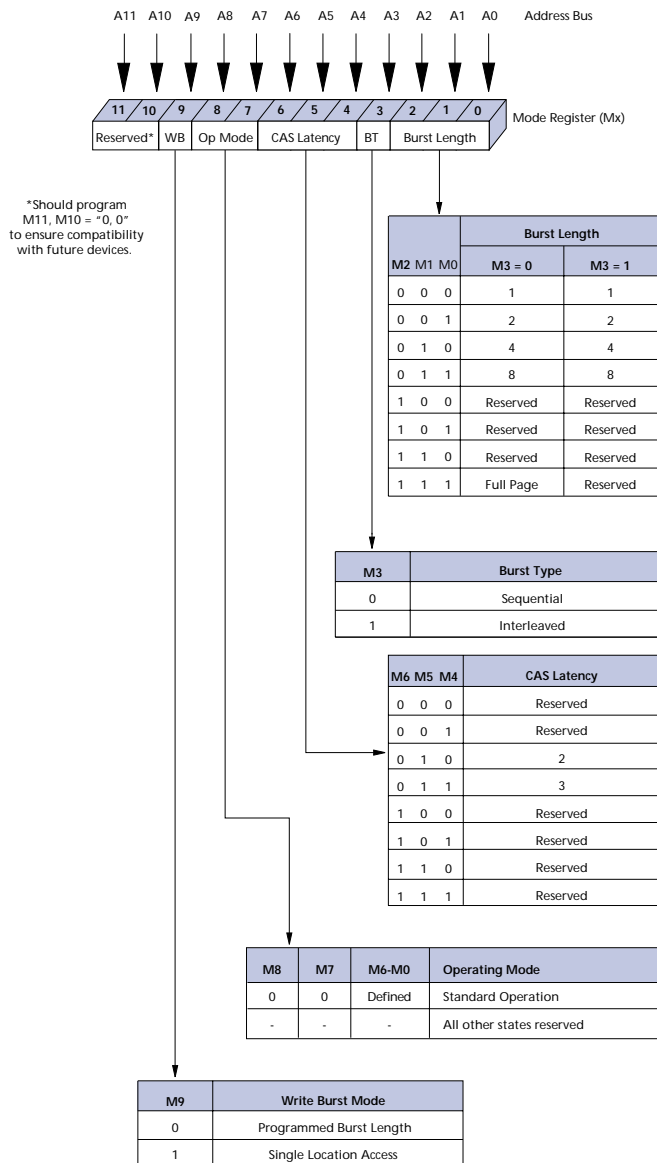 A11 A10 A9 A8 A7 A6 A5 A4 A3 A2 A1 A0 Address Bus
11 10 9 8 7 6 5 4 3 2 1 0
Mode Register (Mx)
Reserved* WB Op Mode CAS Latency BT Burst Length
*Should program
M11, M10 = “0, 0”
to ensure compatibility
with future devices.
Burst Length
M2 M1 M0 M3 = 0 M3 = 1
0 0 0 1 1
0 0 1 2 2
0 1 0 4 4
0 1 1 8 8
1 0 0 Reserved Reserved
1 0 1 Reserved Reserved
1 1 0 Reserved Reserved
1 1 1 Full Page Reserved
M3 Burst Type
0 Sequential
1 Interleaved
M6 M5 M4 CAS Latency
0 0 0 Reserved
0 0 1 Reserved
0 1 0 2
0 1 1 3
1 0 0 Reserved
1 0 1 Reserved
1 1 0 Reserved
1 1 1 Reserved
M8 M7 M6-M0 Operating Mode
0 0 Defined Standard Operation
- - - All other states reserved
M9 Write Burst Mode
0 Programmed Burst Length
1 Single Location Access